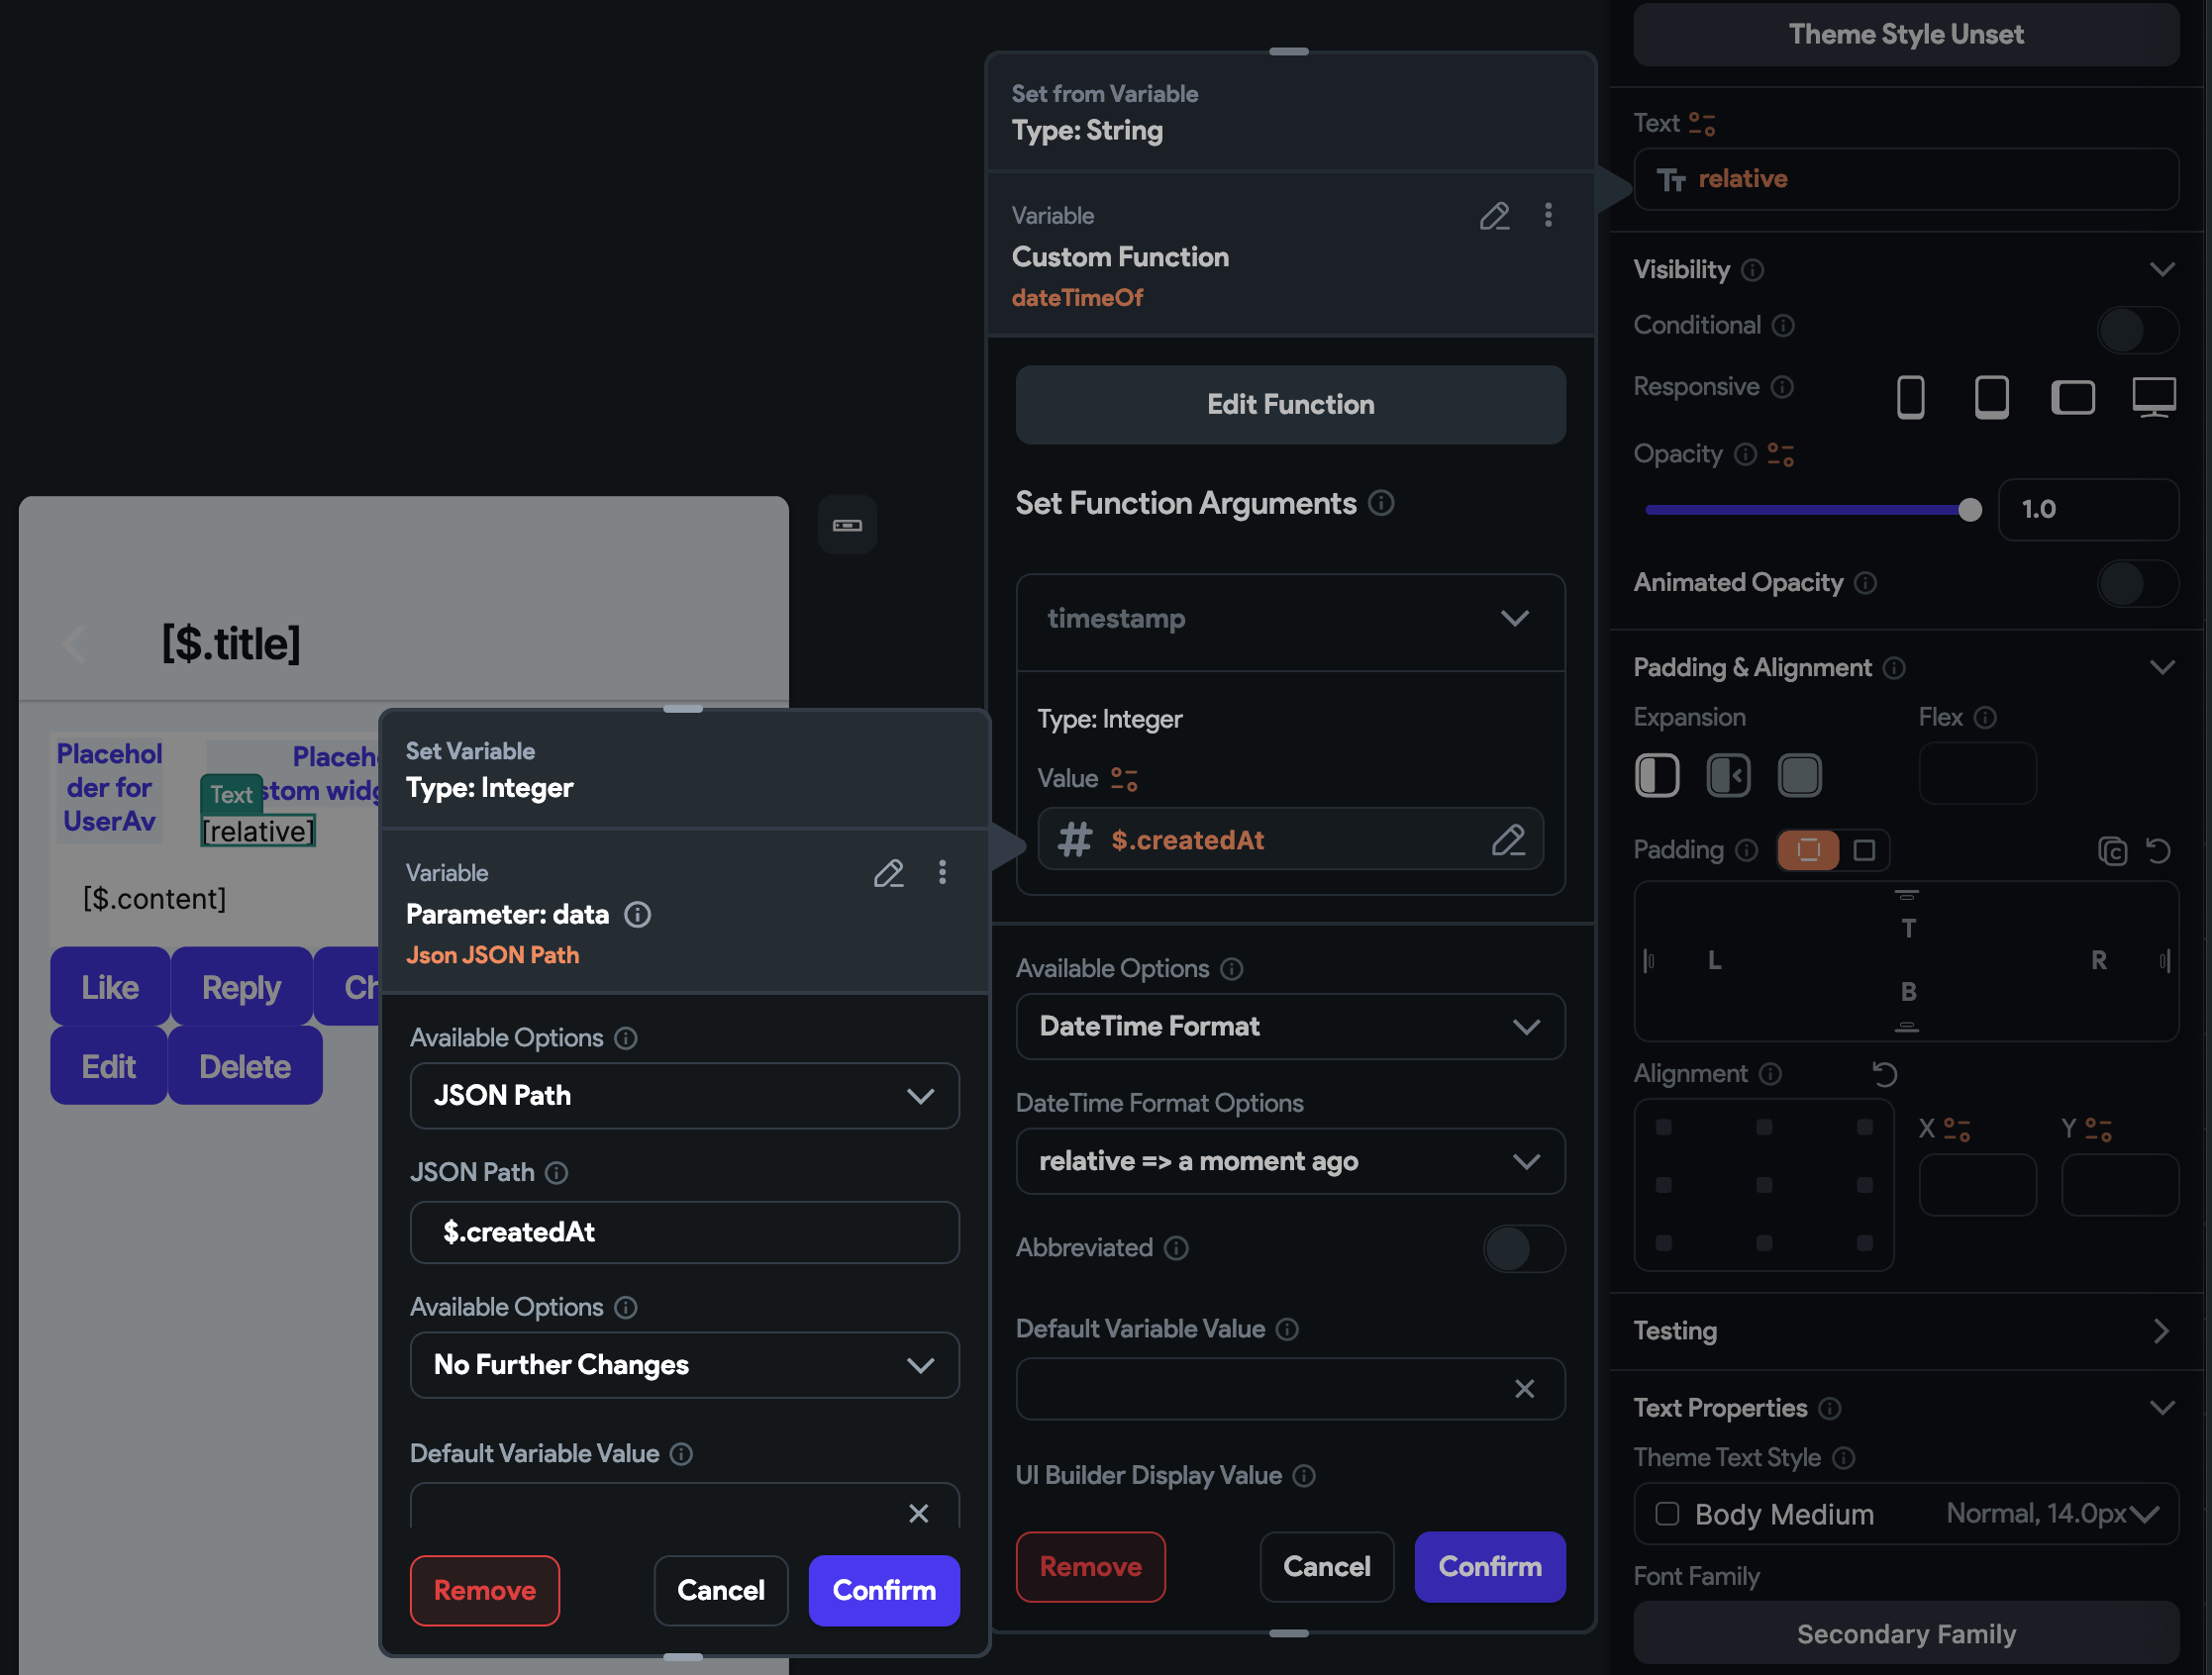 [$.title]
Placehol
der for
UserAv
Placeh
stom widg
Text
[relative]
[$.content]
Like
Reply
Ch
Edit
Delete
Set Variable
Type: Integer
Variable
Parameter: data
Json JSON Path
Available Options
JSON Path
JSON Path
$.createdAt
Available Options
No Further Changes
Default Variable Value
Remove
Cancel
Confirm
Set from Variable
Type: String
Variable
Custom Function
dateTimeOf
Edit Function
Set Function Arguments
timestamp
Type: Integer
Value
$.createdAt
Available Options
DateTime Format
DateTime Format Options
relative => a moment ago
Abbreviated
Default Variable Value
UI Builder Display Value
Remove
Cancel
Confirm
Theme Style Unset
Text
relative
Visibility
Conditional
Responsive
Opacity
1.0
Animated Opacity
Padding & Alignment
Expansion
Flex
Padding
T
L
R
B
Alignment
X
Y
Testing
Text Properties
Theme Text Style
Body Medium
Normal, 14.0px
Font Family
Secondary Family